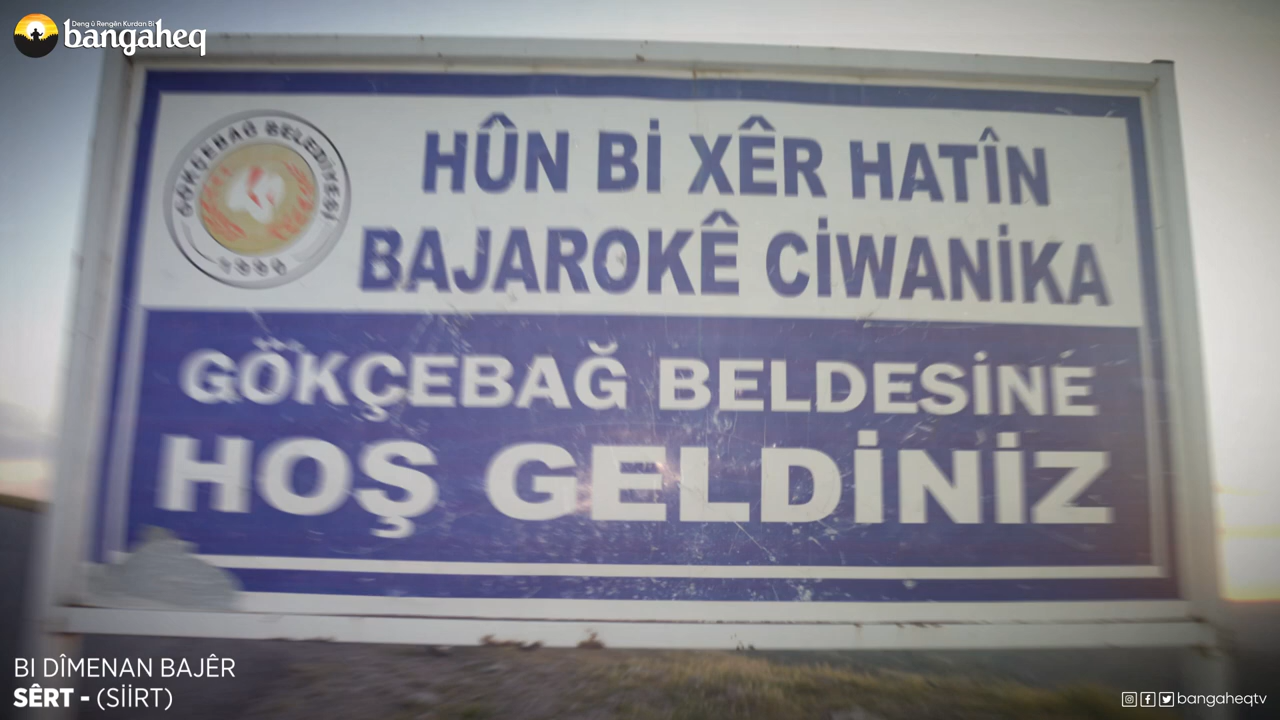 Deng û Rengên Kurdan Bi
bangaheq
GÖKÇEBAĞ BELEDİYESİ
HÛN Bİ XÊR HATÎN
BAJAROKÊ CİWANİKA
GÖKÇEBAĞ BELDESİNE
HOŞ GELDİNİZ
BI DÎMENAN BAJÊR
SÊRT - (SİİRT)
bangaheqtv